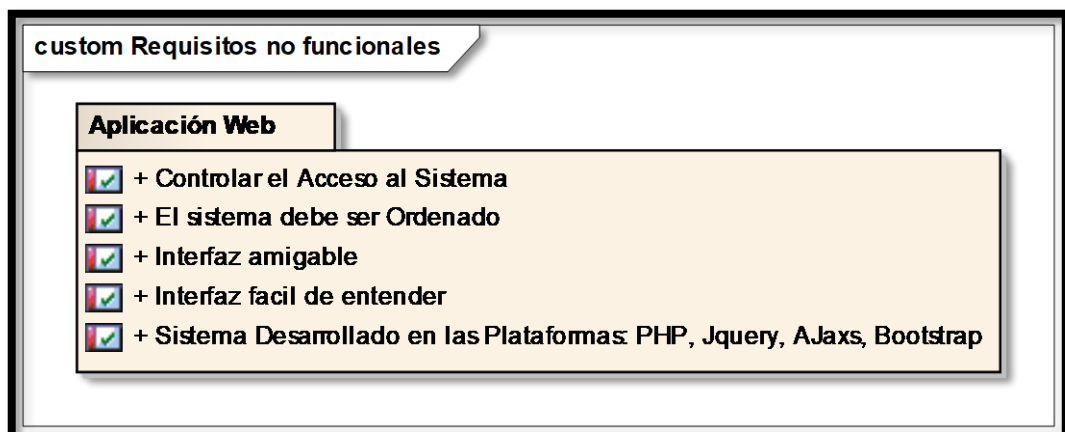 custom Requisitos no funcionales
Aplicación Web
+ Controlar el Acceso al Sistema
+ El sistema debe ser Ordenado
+ Interfaz amigable
+ Interfaz facil de entender
+ Sistema Desarrollado en las Plataformas: PHP, Jquery, AJaxs, Bootstrap